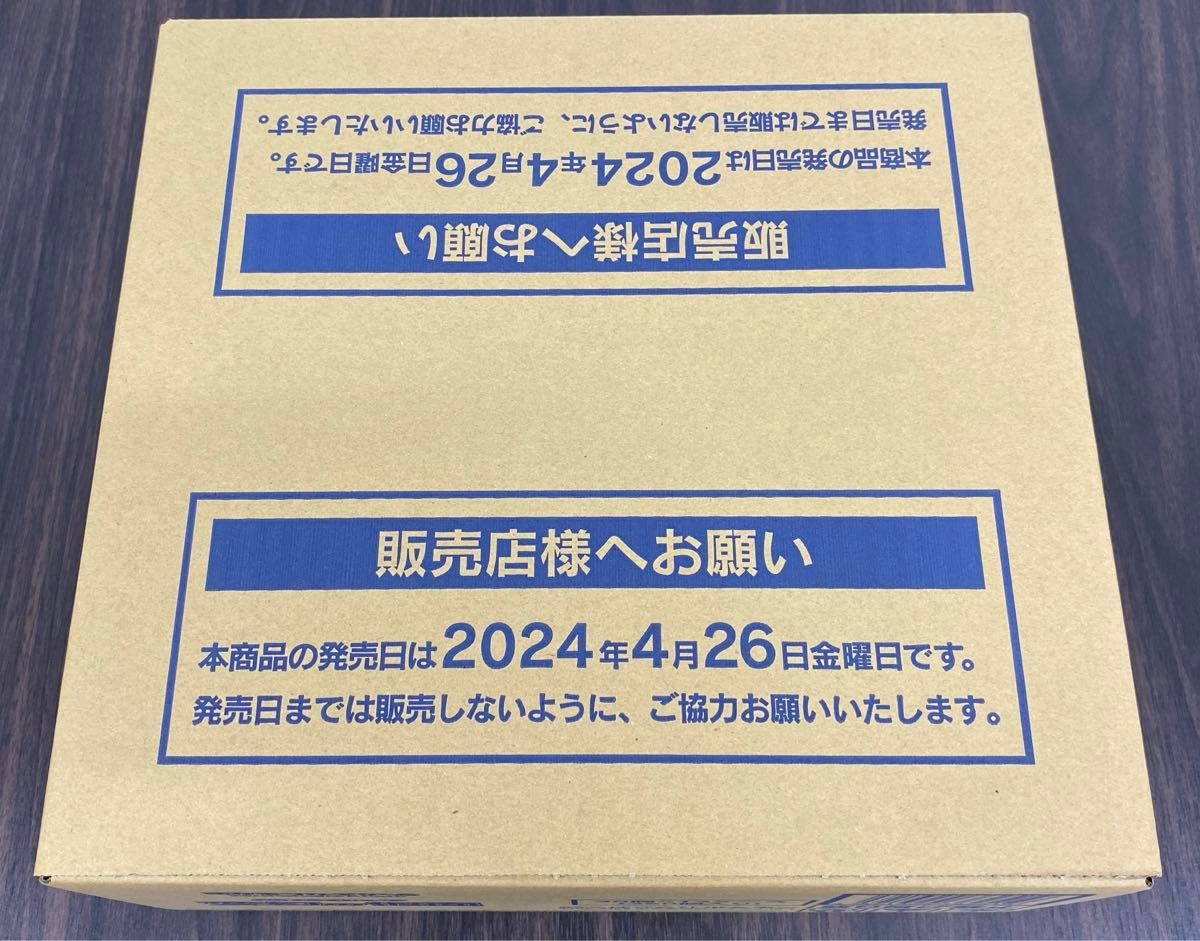 発売日までは販売しないように、ご協力お願いいたします。
本商品の発売日は2024年4月26日金曜日です。
販売店様へお願い
販売店様へお願い
本商品の発売日は2024年4月26日金曜日です。
発売日までは販売しないように、ご協力お願いいたします。